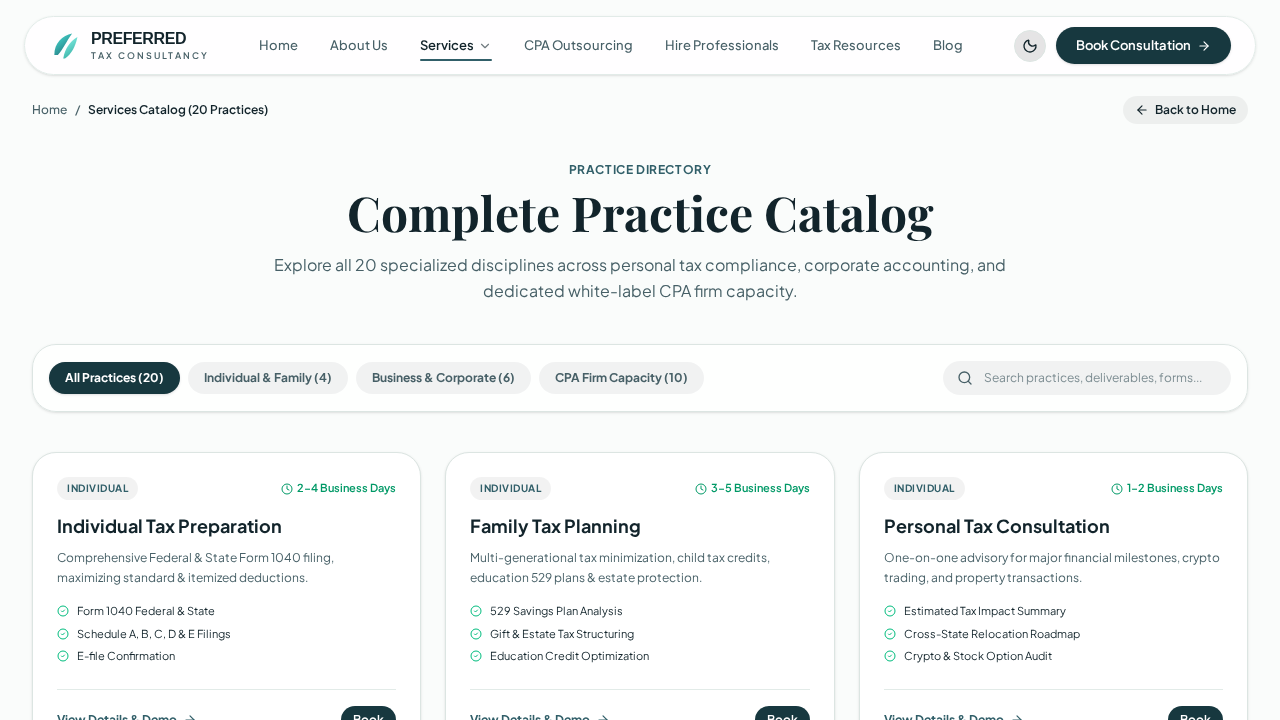 PREFERRED
TAX CONSULTANCY
Home
About Us
Services
CPA Outsourcing
Hire Professionals
Tax Resources
Blog
Book Consultation
Home / Services Catalog (20 Practices)
Back to Home
PRACTICE DIRECTORY
Complete Practice Catalog
Explore all 20 specialized disciplines across personal tax compliance, corporate accounting, and
dedicated white-label CPA firm capacity.
All Practices (20)
Individual & Family (4)
Business & Corporate (6)
CPA Firm Capacity (10)
Search practices, deliverables, forms...
INDIVIDUAL
2-4 Business Days
Individual Tax Preparation
Comprehensive Federal & State Form 1040 filing,
maximizing standard & itemized deductions.
Form 1040 Federal & State
Schedule A, B, C, D & E Filings
E-file Confirmation
View Details & Demo
Book
INDIVIDUAL
3-5 Business Days
Family Tax Planning
Multi-generational tax minimization, child tax credits,
education 529 plans & estate protection.
529 Savings Plan Analysis
Gift & Estate Tax Structuring
Education Credit Optimization
View Details & Demo
Book
INDIVIDUAL
1-2 Business Days
Personal Tax Consultation
One-on-one advisory for major financial milestones, crypto
trading, and property transactions.
Estimated Tax Impact Summary
Cross-State Relocation Roadmap
Crypto & Stock Option Audit
View Details & Demo
Book